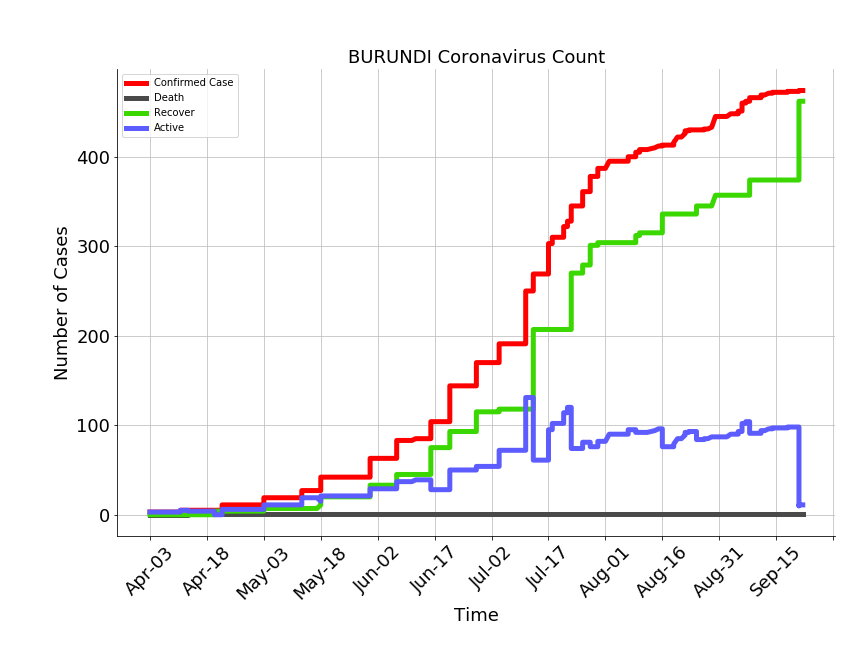 BURUNDI Coronavirus Count
Confirmed Case
Death
Recover
Active
Number of Cases
400
300
200
100
0
Apr-03
Apr-18
May-03
May-18
Jun-02
Jun-17
Jul-02
Jul-17
Aug-01
Aug-16
Aug-31
Sep-15
Time